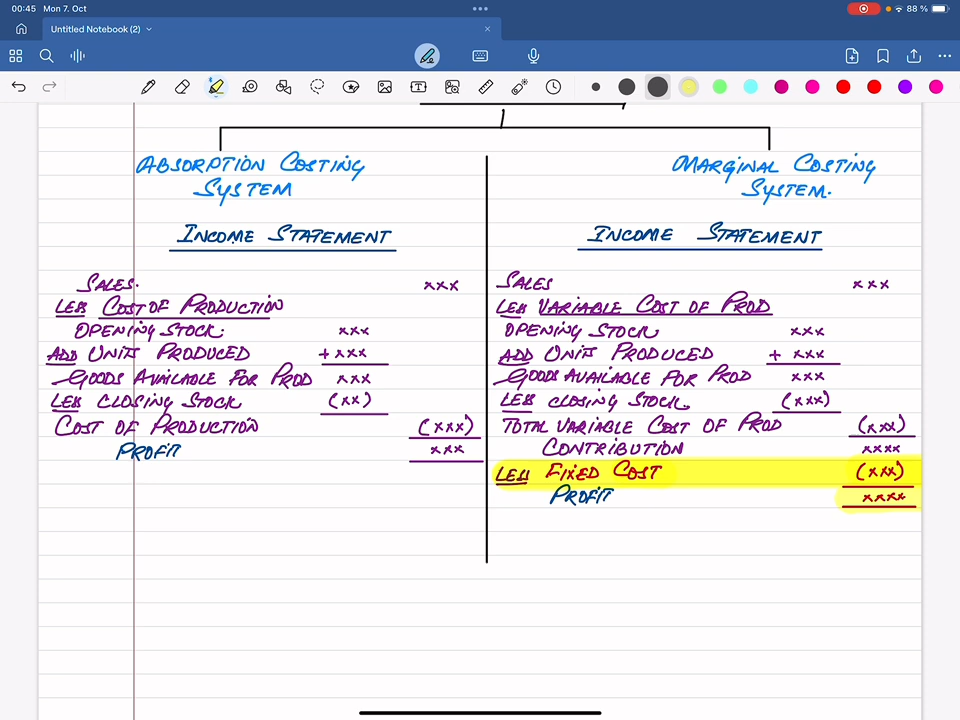 00:45 Mon 7. Oct
88 %
Untitled Notebook (2)
ABSORPTION COSTING
SYSTEM
INCOME STATEMENT
SALES. xxx
LESS COST OF PRODUCTION
OPENING STOCK. xxx
ADD UNITS PRODUCED +xxx
GOODS AVAILABLE FOR PROD xxx
LESS CLOSING STOCK (xx)
COST OF PRODUCTION (xxx)
PROFIT xxx
MARGINAL COSTING
SYSTEM.
INCOME STATEMENT
SALES xxx
LESS VARIABLE COST OF PROD
OPENING STOCK xxx
ADD UNITS PRODUCED + xxx
GOODS AVAILABLE FOR PROD xxx
LESS CLOSING STOCK (xxx)
TOTAL VARIABLE COST OF PROD (xxx)
CONTRIBUTION xxxx
LESS FIXED COST (xxx)
PROFIT xxxx